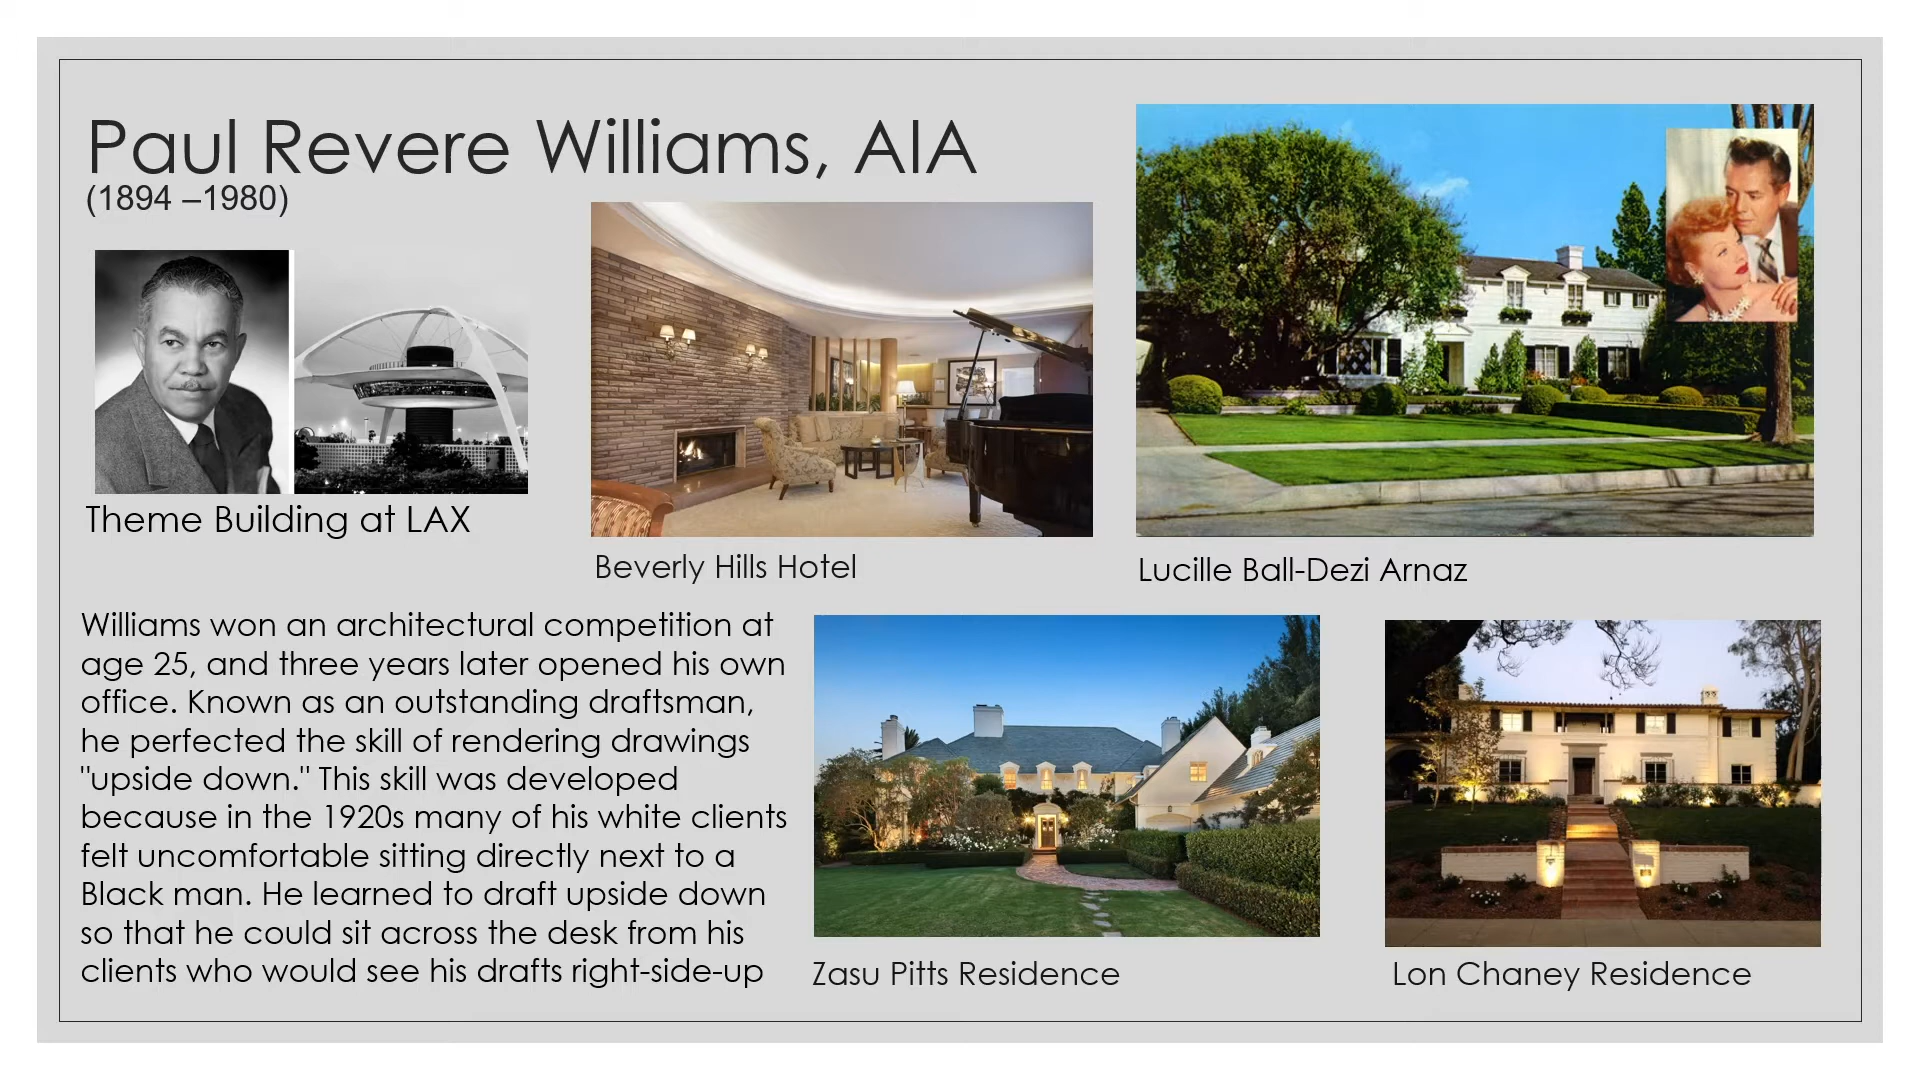 Paul Revere Williams, AIA
(1894 –1980)
Theme Building at LAX
Beverly Hills Hotel
Lucille Ball-Dezi Arnaz
Williams won an architectural competition at
age 25, and three years later opened his own
office. Known as an outstanding draftsman,
he perfected the skill of rendering drawings
"upside down." This skill was developed
because in the 1920s many of his white clients
felt uncomfortable sitting directly next to a
Black man. He learned to draft upside down
so that he could sit across the desk from his
clients who would see his drafts right-side-up
Zasu Pitts Residence
Lon Chaney Residence